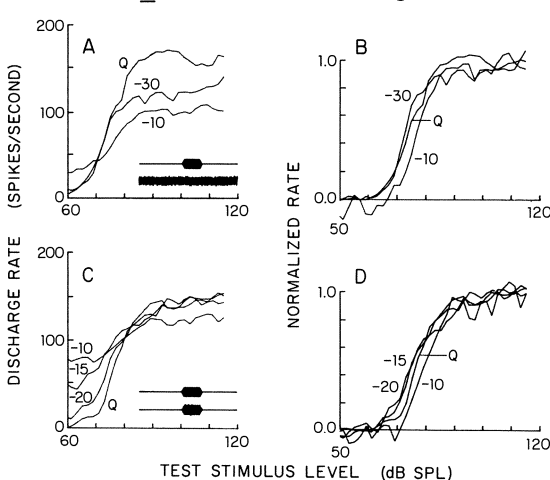 (SPIKES/SECOND)
DISCHARGE RATE
NORMALIZED RATE
200
100
0
60
120
A
Q
-30
-10
1.0
0.0
50
120
B
-30
Q
-10
200
100
0
60
120
C
-10
-15
-20
Q
1.0
0.0
50
120
D
-15
Q
-20
-10
TEST STIMULUS LEVEL (dB SPL)